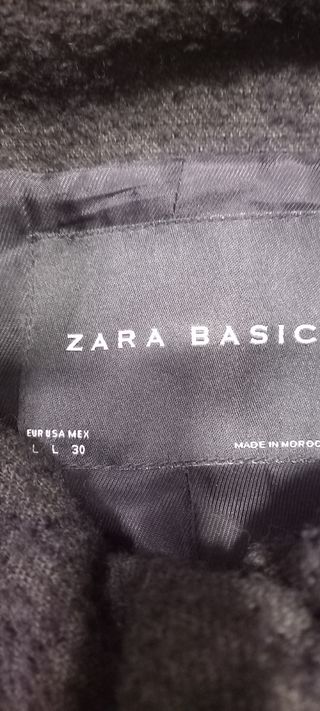 ZARA BASIC
EUR USA MEX
L L 30
MADE IN MOROC